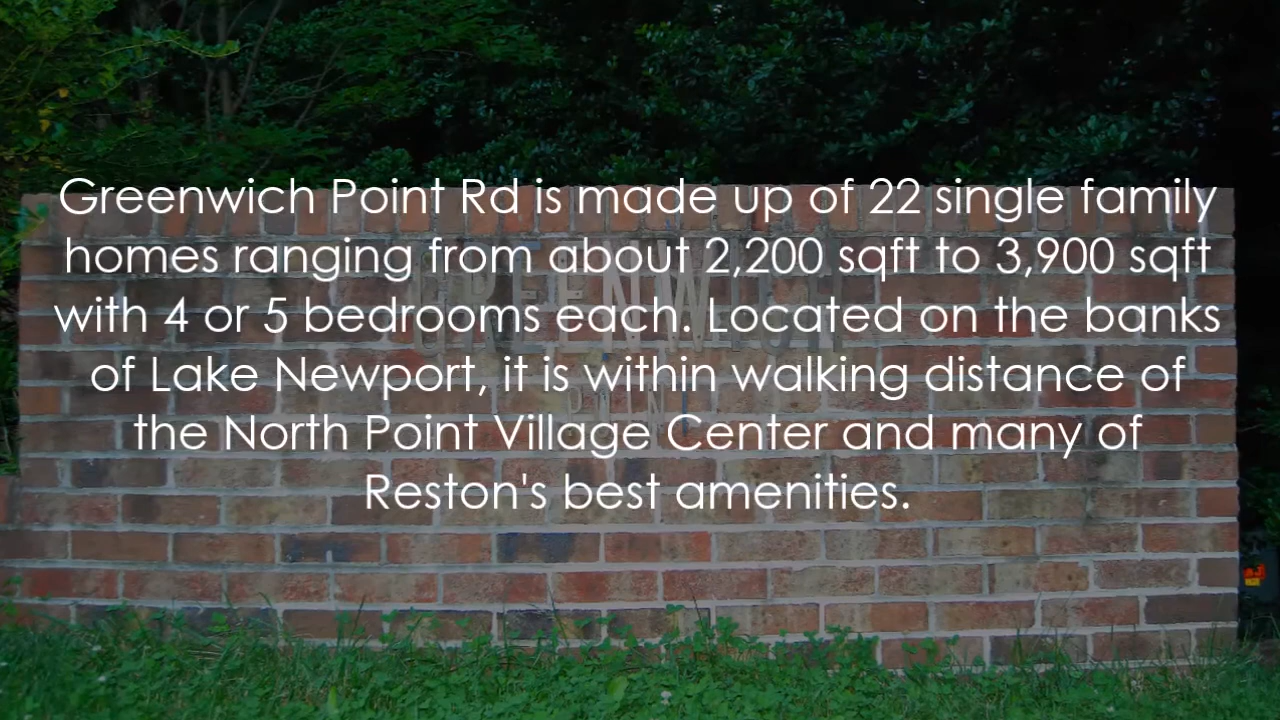 Greenwich Point Rd is made up of 22 single family
homes ranging from about 2,200 sqft to 3,900 sqft
with 4 or 5 bedrooms each. Located on the banks
of Lake Newport, it is within walking distance of
the North Point Village Center and many of
Reston's best amenities.
GREENWICH
POINT